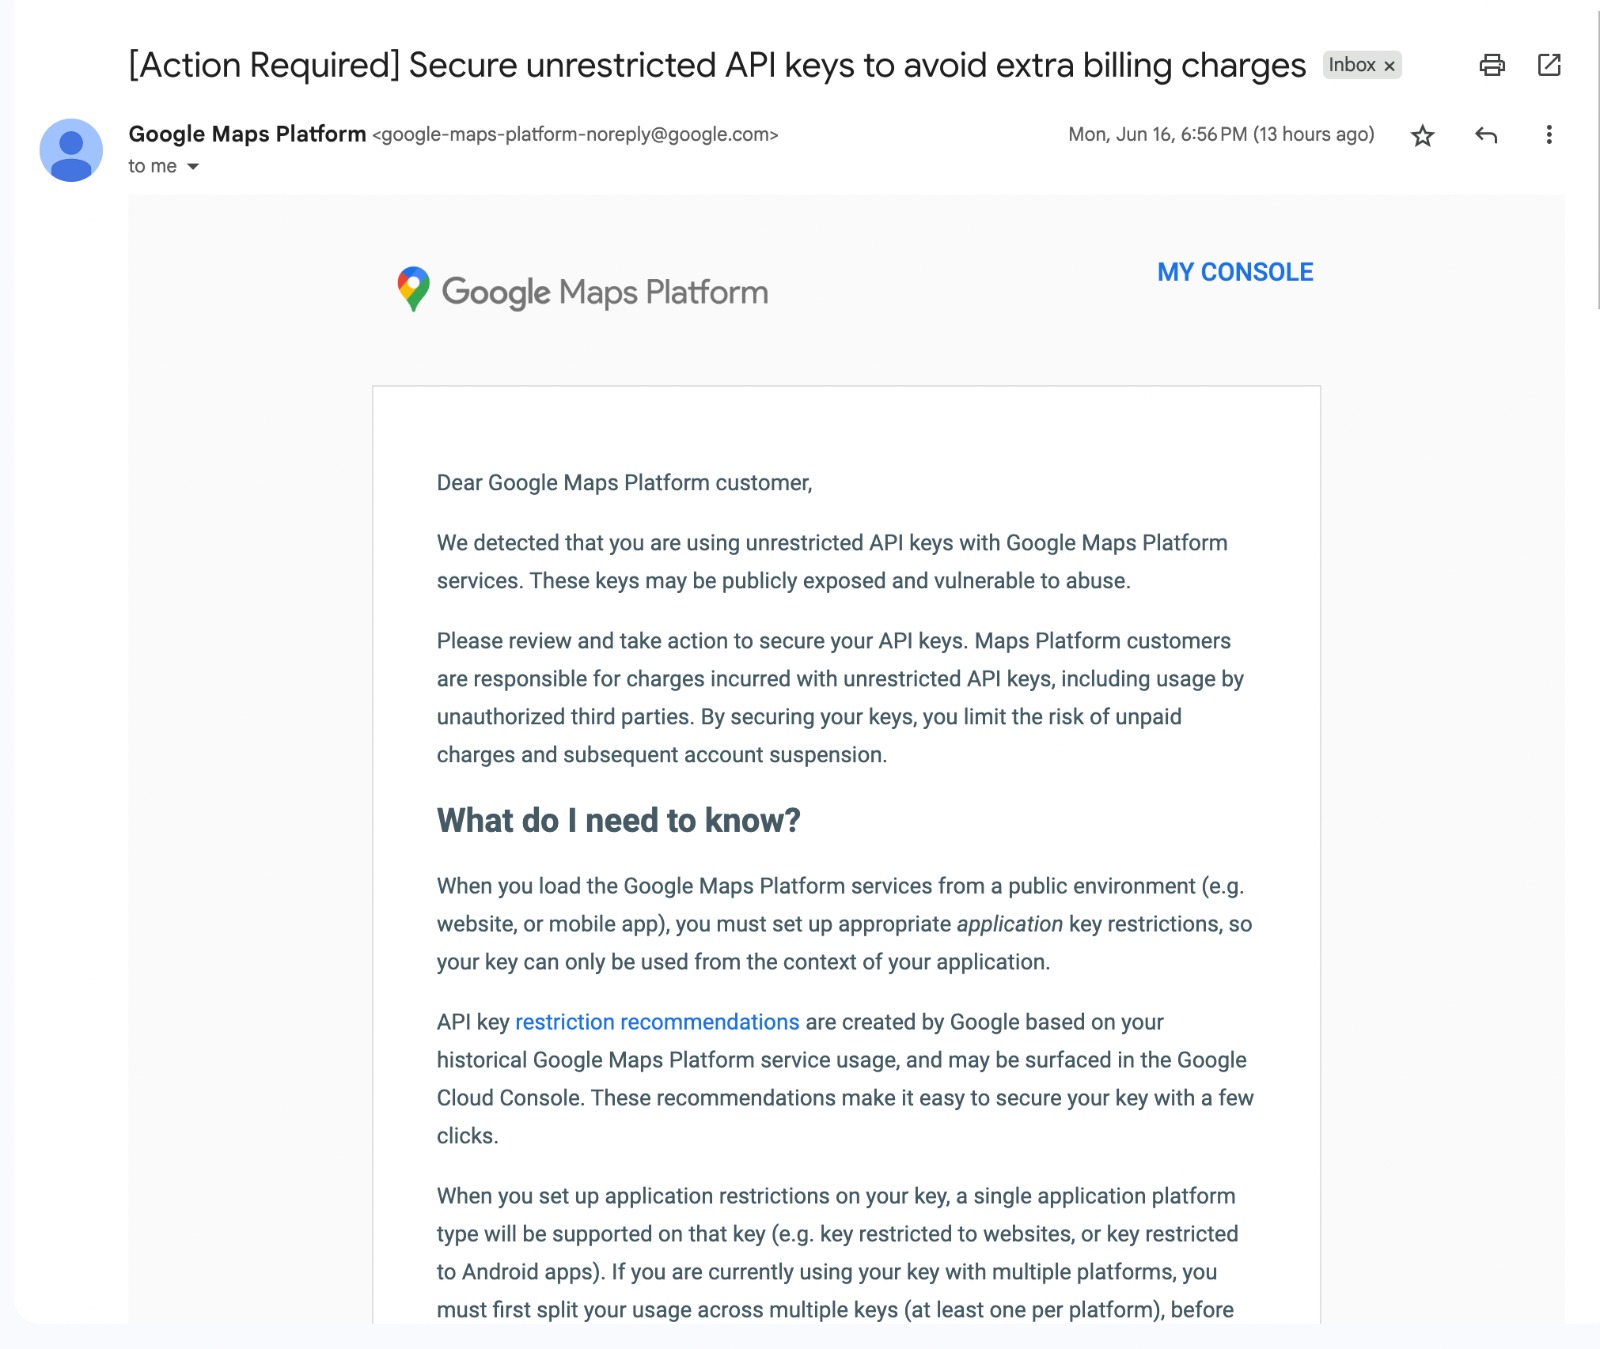 [Action Required] Secure unrestricted API keys to avoid extra billing charges Inbox ×
Google Maps Platform <google-maps-platform-noreply@google.com> Mon, Jun 16, 6:56 PM (13 hours ago)
to me
Google Maps Platform
MY CONSOLE
Dear Google Maps Platform customer,
We detected that you are using unrestricted API keys with Google Maps Platform
services. These keys may be publicly exposed and vulnerable to abuse.
Please review and take action to secure your API keys. Maps Platform customers
are responsible for charges incurred with unrestricted API keys, including usage by
unauthorized third parties. By securing your keys, you limit the risk of unpaid
charges and subsequent account suspension.
What do I need to know?
When you load the Google Maps Platform services from a public environment (e.g.
website, or mobile app), you must set up appropriate application key restrictions, so
your key can only be used from the context of your application.
API key restriction recommendations are created by Google based on your
historical Google Maps Platform service usage, and may be surfaced in the Google
Cloud Console. These recommendations make it easy to secure your key with a few
clicks.
When you set up application restrictions on your key, a single application platform
type will be supported on that key (e.g. key restricted to websites, or key restricted
to Android apps). If you are currently using your key with multiple platforms, you
must first split your usage across multiple keys (at least one per platform), before